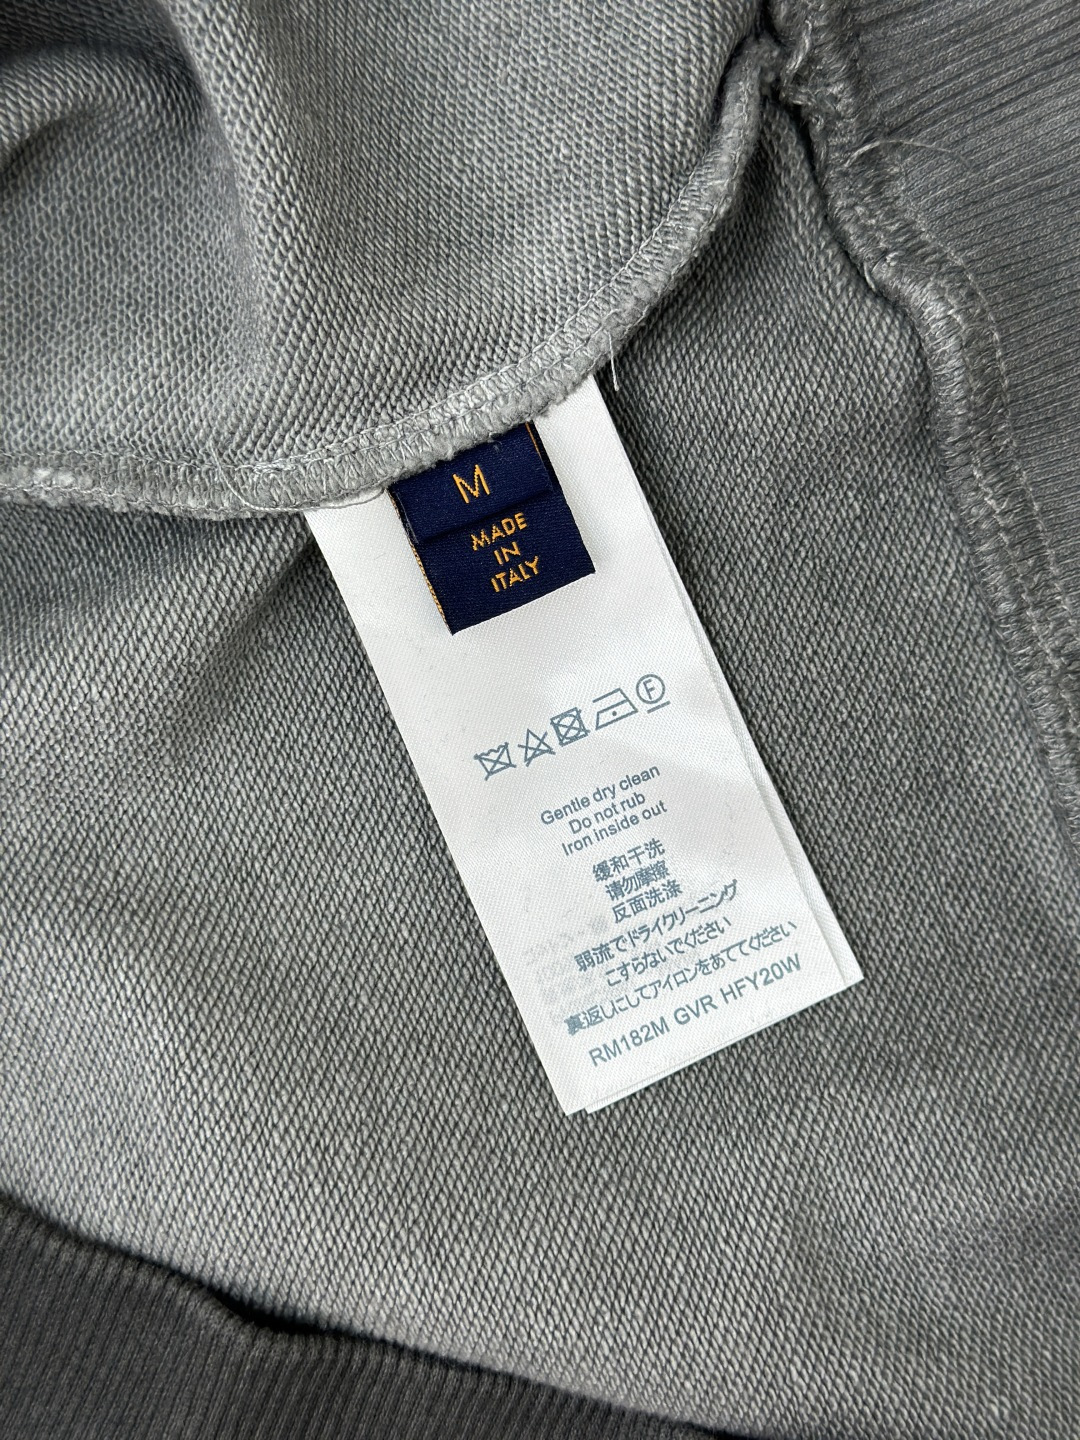 M
MADE
IN
ITALY
F
Gentle dry clean
Do not rub
Iron inside out
缓和干洗
请勿摩擦
反面洗涤
弱流でドライクリーニング
こすらないでください
裏返しにしてアイロンをあててください
RM182M GVR HFY20W